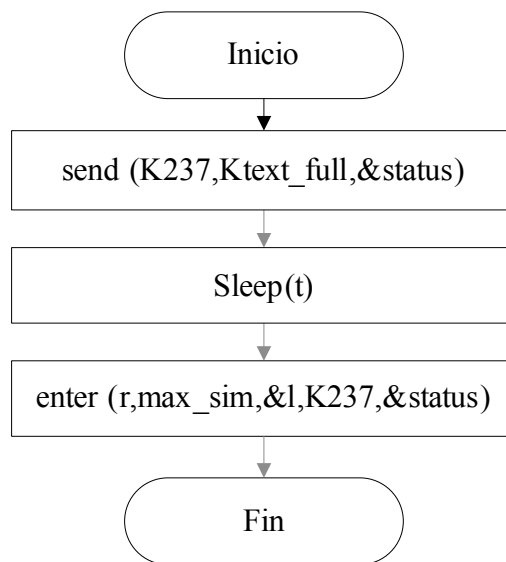 Inicio
send (K237,Ktext_full,&status)
Sleep(t)
enter (r,max_sim,&l,K237,&status)
Fin